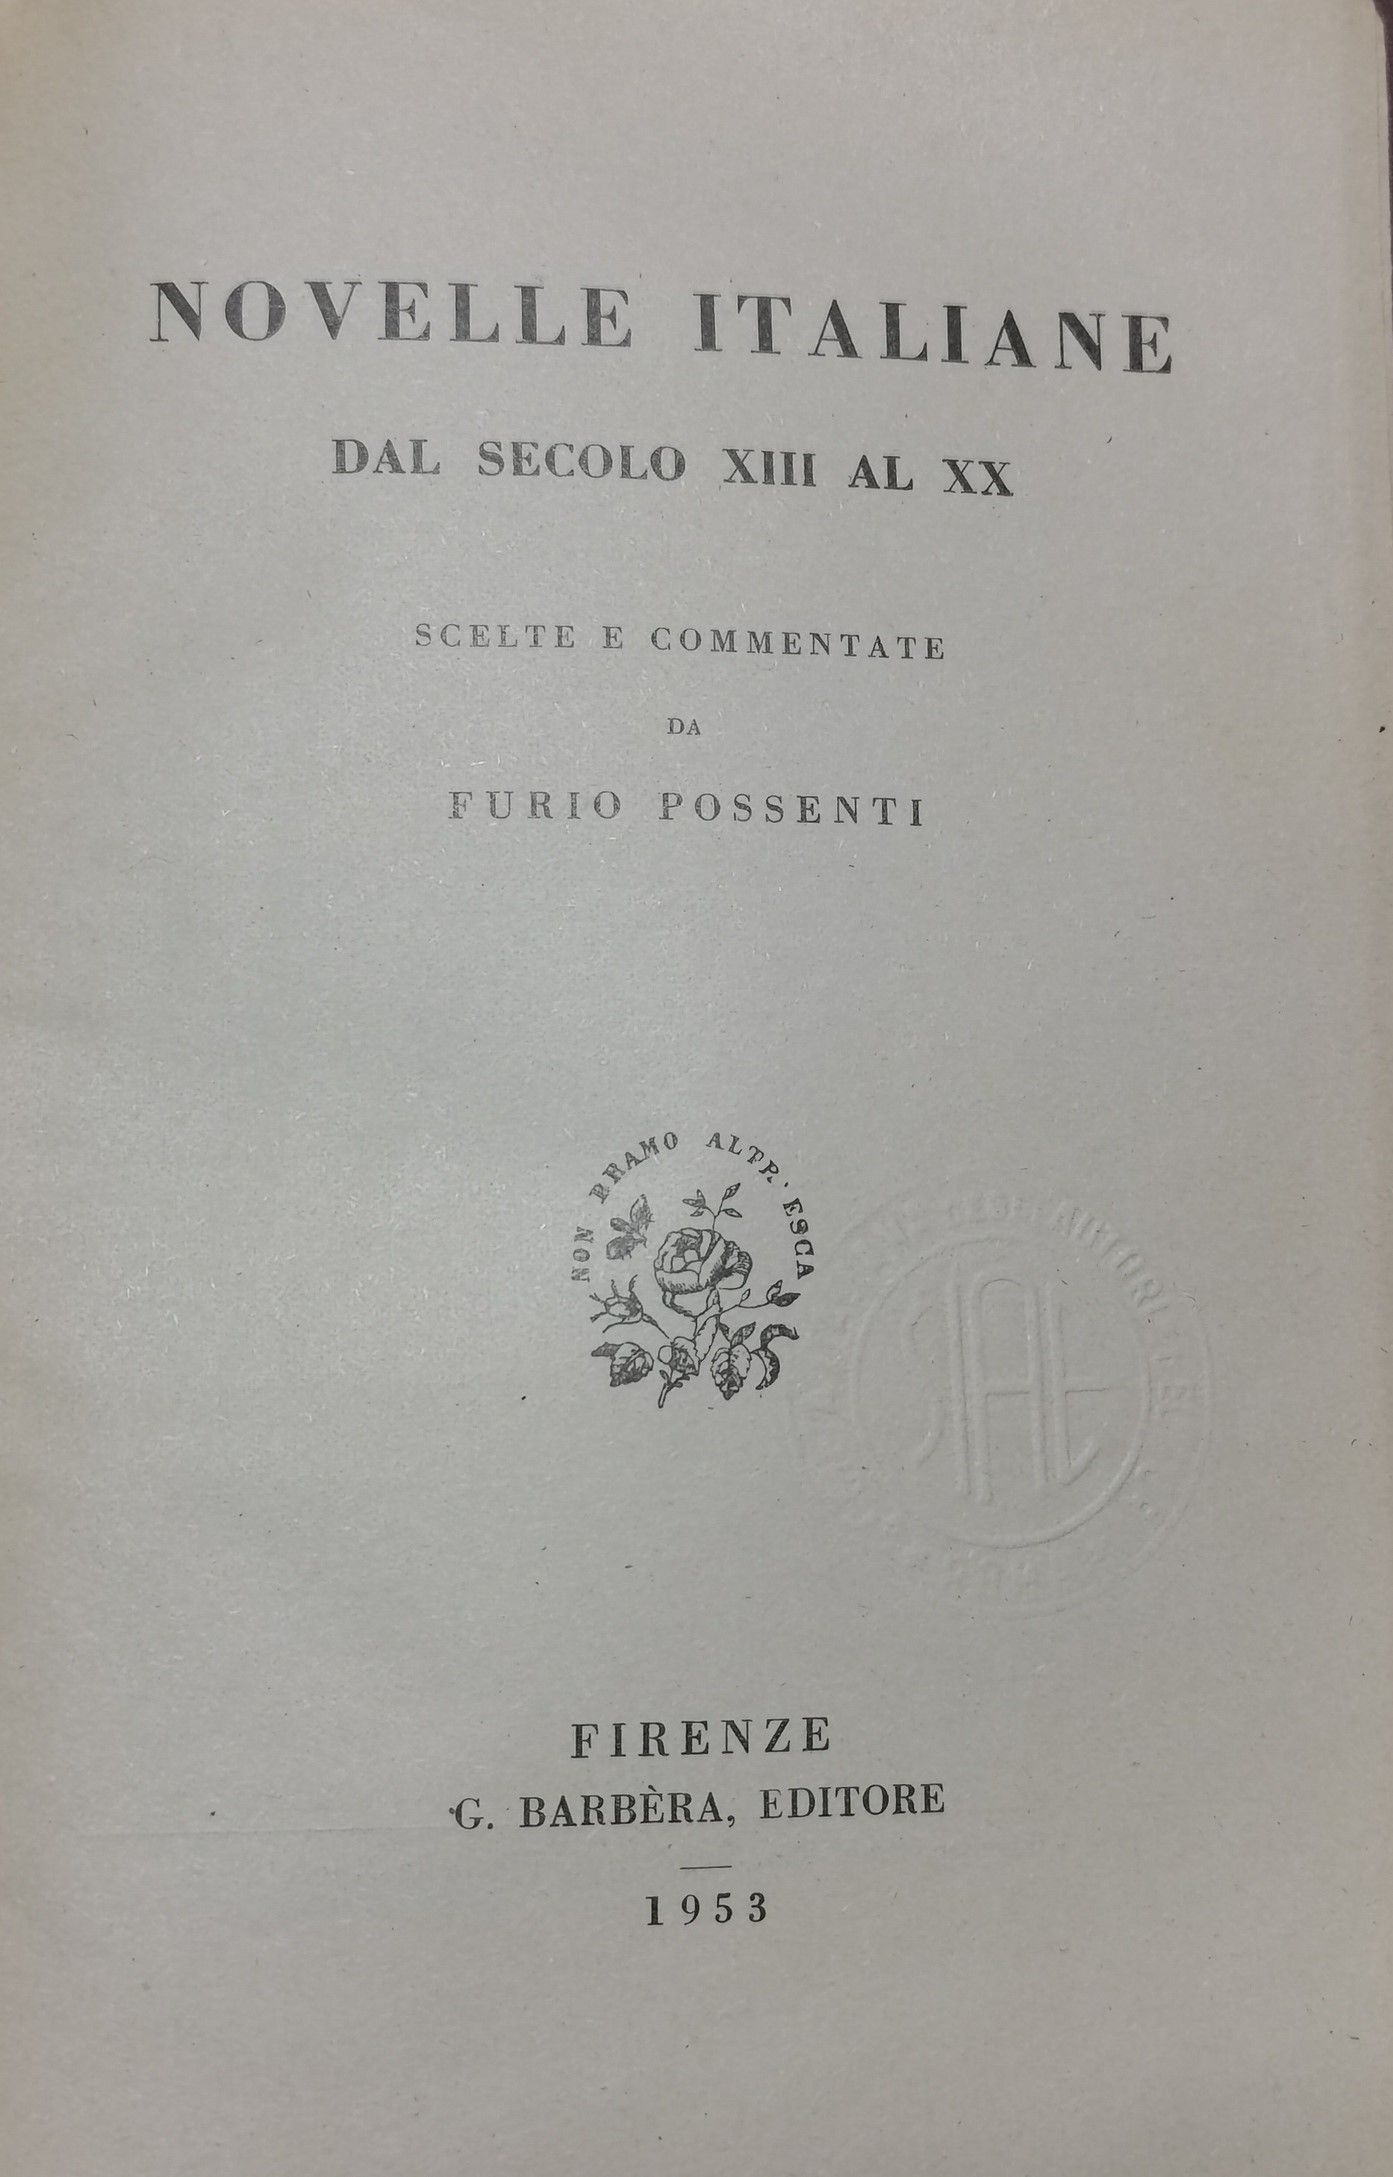 NOVELLE ITALIANE
DAL SECOLO XIII AL XX
SCELTE E COMMENTATE
DA
FURIO POSSENTI
NON BRAMO ALTR' ESCA
FIRENZE
G. BARBÈRA, EDITORE
1953